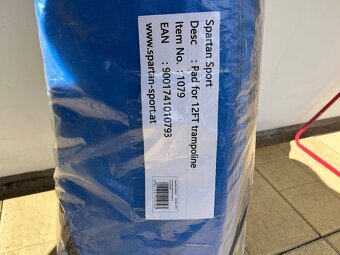 Spartan Sport
Desc : Pad for 12FT trampoline
Item No. : 1079
EAN : 9001741010793
www.spartan-sport.at